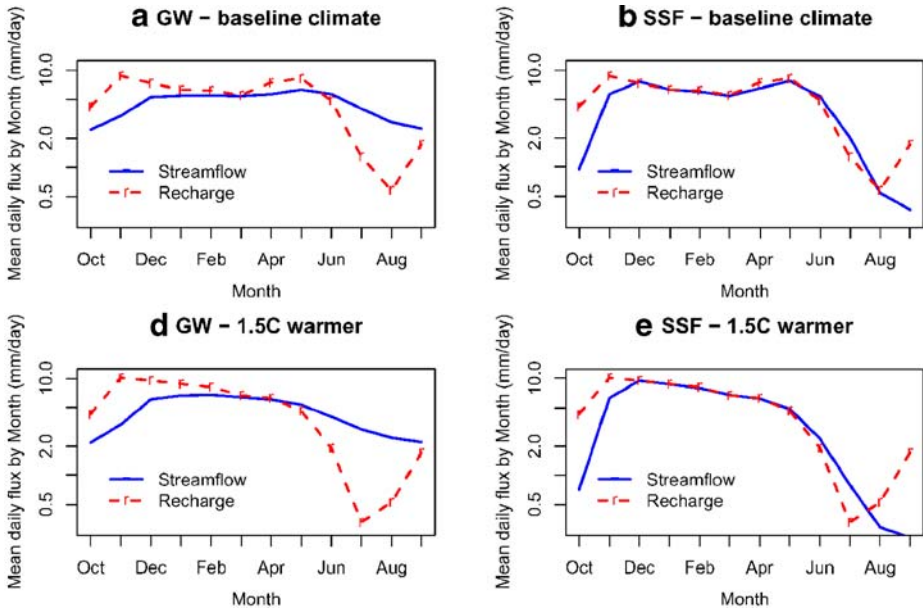 a GW – baseline climate
Mean daily flux by Month (mm/day)
10.0
2.0
0.5
Streamflow
Recharge
Oct Dec Feb Apr Jun Aug
Month
b SSF – baseline climate
Mean daily flux by Month (mm/day)
10.0
2.0
0.5
Streamflow
Recharge
Oct Dec Feb Apr Jun Aug
Month
d GW – 1.5C warmer
Mean daily flux by Month (mm/day)
10.0
2.0
0.5
Streamflow
Recharge
Oct Dec Feb Apr Jun Aug
Month
e SSF – 1.5C warmer
Mean daily flux by Month (mm/day)
10.0
2.0
0.5
Streamflow
Recharge
Oct Dec Feb Apr Jun Aug
Month